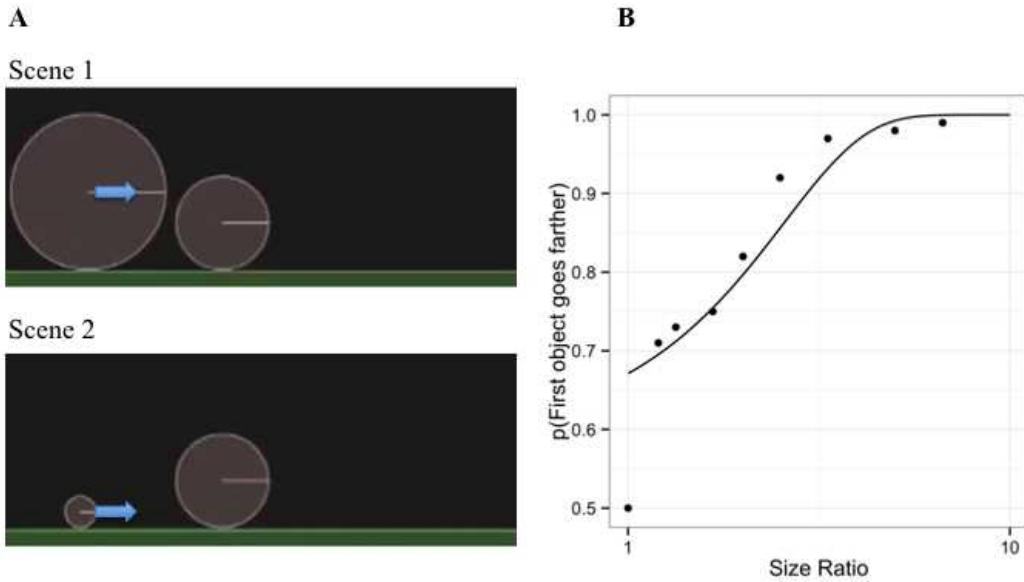 A
Scene 1
Scene 2
B
p(First object goes farther)
1.0
0.9
0.8
0.7
0.6
0.5
1
10
Size Ratio